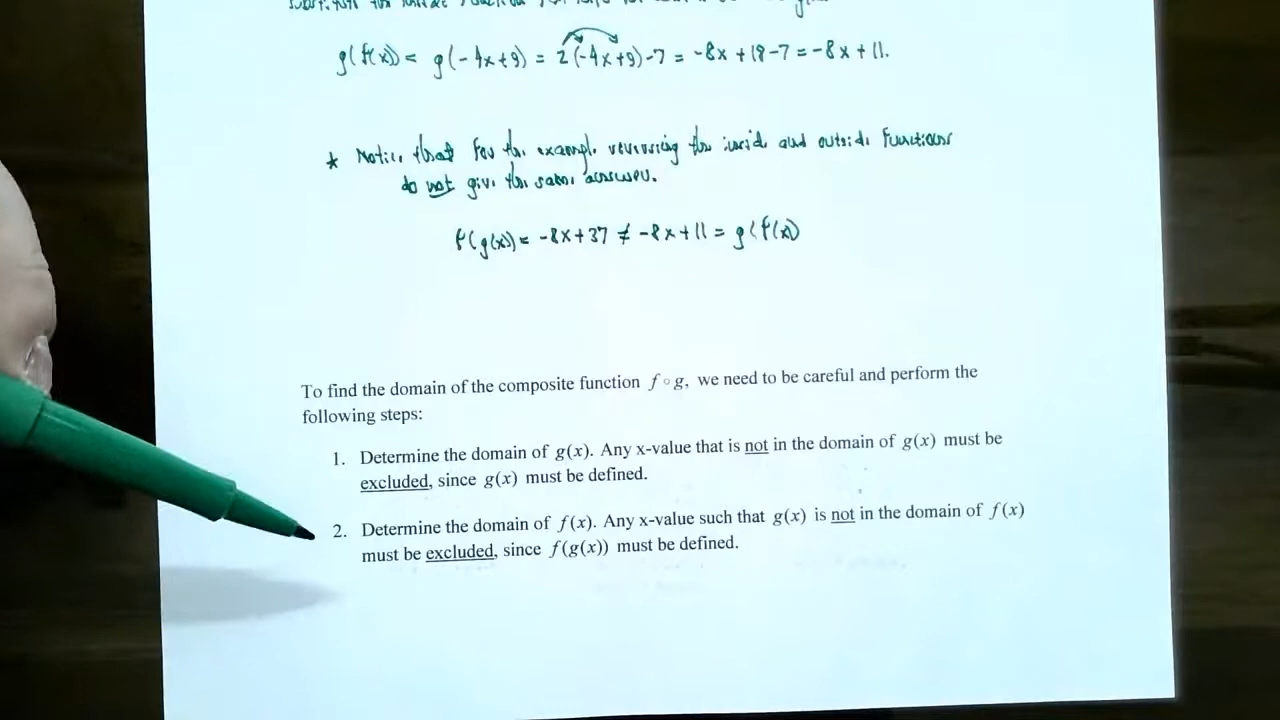 g(f(x)) = g(-4x+9) = 2(-4x+9)-7 = -8x+18-7 = -8x+11.
* Notice that for the example reversing the inside and outside functions
do not give the same answer.
f(g(x)) = -8x+37 ≠ -8x+11 = g(f(x))
To find the domain of the composite function f∘g, we need to be careful and perform the
following steps:
1. Determine the domain of g(x). Any x-value that is not in the domain of g(x) must be
excluded, since g(x) must be defined.
2. Determine the domain of f(x). Any x-value such that g(x) is not in the domain of f(x)
must be excluded, since f(g(x)) must be defined.